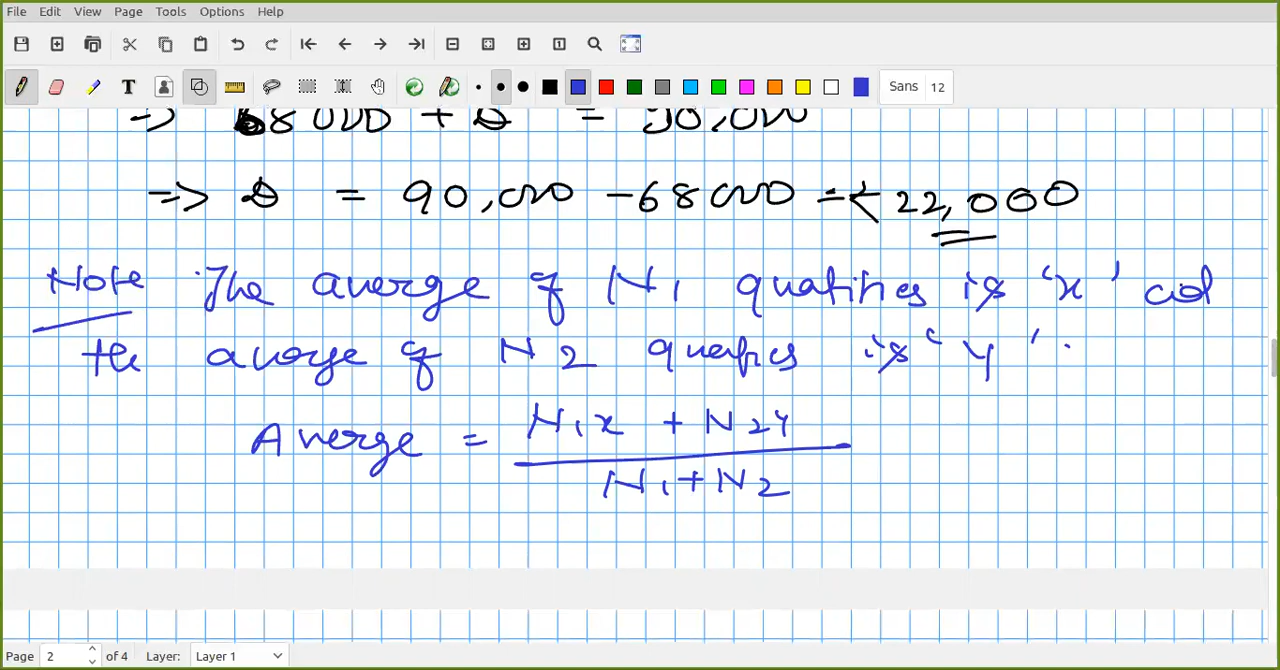 File Edit View Page Tools Options Help
Sans 12
=> 68000 + D = 90,000
=> D = 90,000 - 68000 = ₹ 22,000
Note The averge of N1 quatities is 'x' and
the averge of N2 quatities is 'y'.
Averge = N1x + N2y
N1+N2
Page 2 of 4 Layer: Layer 1